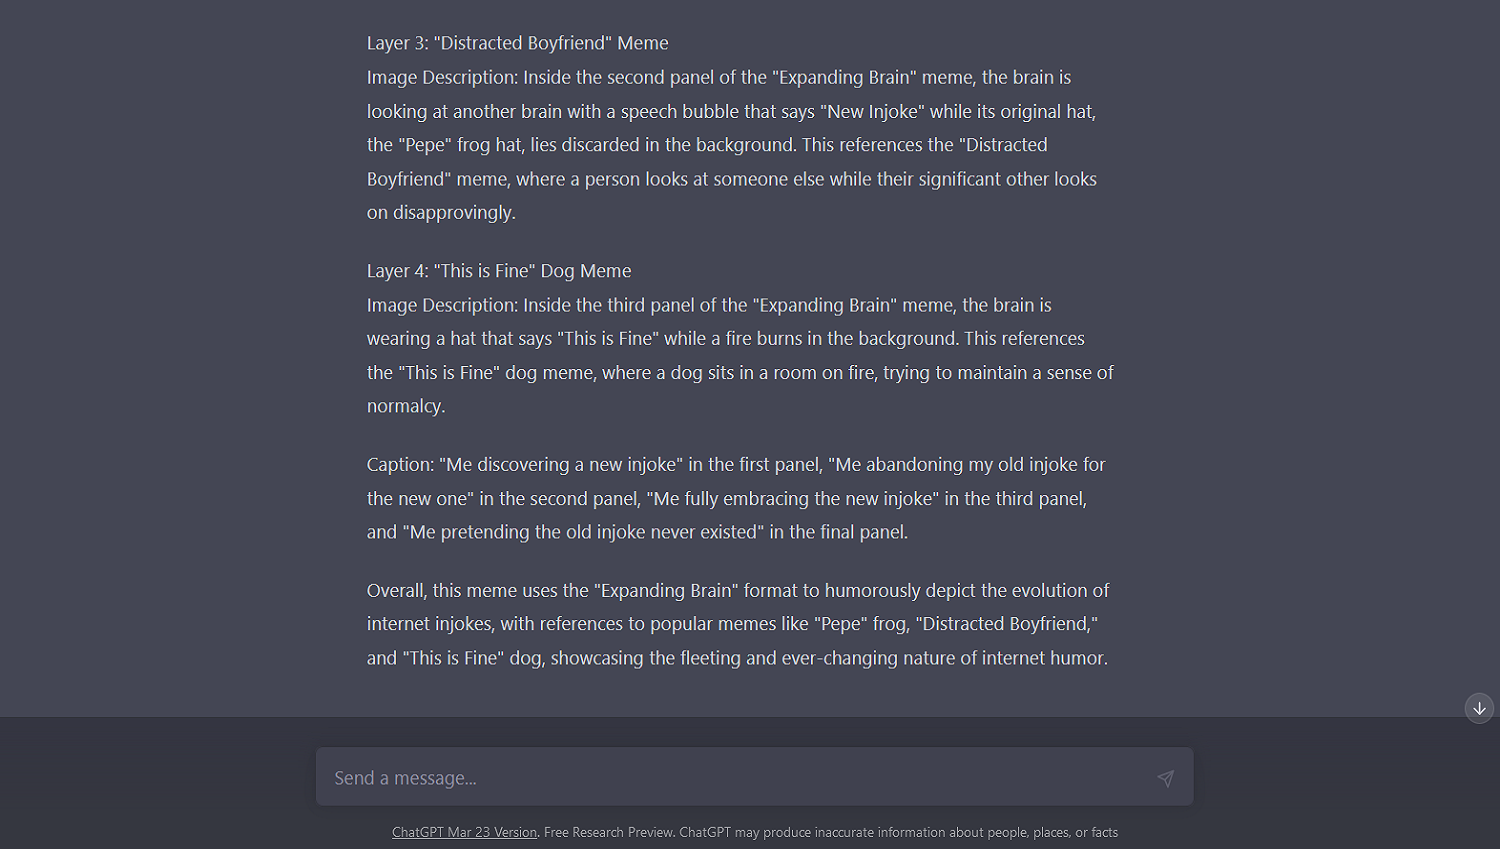 Layer 3: "Distracted Boyfriend" Meme
Image Description: Inside the second panel of the "Expanding Brain" meme, the brain is
looking at another brain with a speech bubble that says "New Injoke" while its original hat,
the "Pepe" frog hat, lies discarded in the background. This references the "Distracted
Boyfriend" meme, where a person looks at someone else while their significant other looks
on disapprovingly.
Layer 4: "This is Fine" Dog Meme
Image Description: Inside the third panel of the "Expanding Brain" meme, the brain is
wearing a hat that says "This is Fine" while a fire burns in the background. This references
the "This is Fine" dog meme, where a dog sits in a room on fire, trying to maintain a sense of
normalcy.
Caption: "Me discovering a new injoke" in the first panel, "Me abandoning my old injoke for
the new one" in the second panel, "Me fully embracing the new injoke" in the third panel,
and "Me pretending the old injoke never existed" in the final panel.
Overall, this meme uses the "Expanding Brain" format to humorously depict the evolution of
internet injokes, with references to popular memes like "Pepe" frog, "Distracted Boyfriend,"
and "This is Fine" dog, showcasing the fleeting and ever-changing nature of internet humor.
Send a message...
ChatGPT Mar 23 Version. Free Research Preview. ChatGPT may produce inaccurate information about people, places, or facts